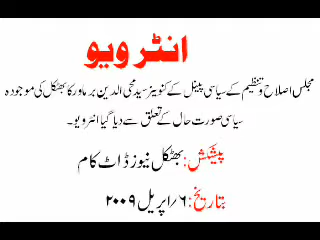 انٹرویو
مجلس اصلاح و تنظیم کے سیاسی پینل کے کنوینر سید محی الدین برماور کا بھٹکل کی موجودہ
سیاسی صورت حال کے تعلق سے دیا گیا انٹرویو۔
پیشکش: بھٹکل نیوز ڈاٹ کام
بتاریخ: ۶/اپریل ۲۰۰۹